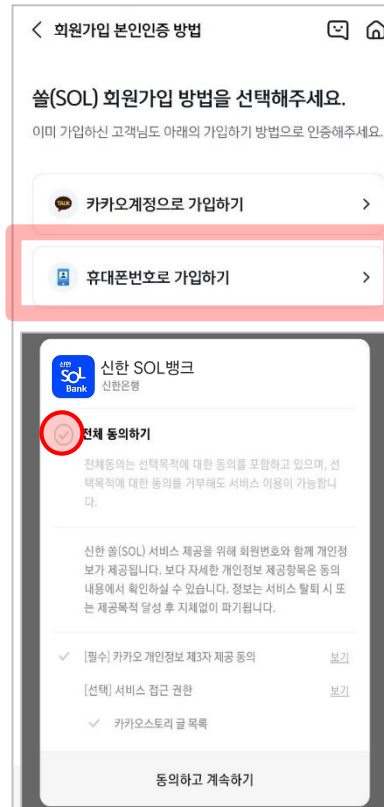 회원가입 본인인증 방법
쏠(SOL) 회원가입 방법을 선택해주세요.
이미 가입하신 고객님도 아래의 가입하기 방법으로 인증해주세요.
TALK
카카오계정으로 가입하기
휴대폰번호로 가입하기
신한
SOL
Bank
신한 SOL뱅크
신한은행
전체 동의하기
전체동의는 선택목적에 대한 동의를 포함하고 있으며, 선
택목적에 대한 동의를 거부해도 서비스 이용이 가능합니
다.
신한 쏠(SOL) 서비스 제공을 위해 회원번호와 함께 개인정
보가 제공됩니다. 보다 자세한 개인정보 제공항목은 동의
내용에서 확인하실 수 있습니다. 정보는 서비스 탈퇴 시 또
는 제공목적 달성 후 지체없이 파기됩니다.
[필수] 카카오 개인정보 제3자 제공 동의 보기
[선택] 서비스 접근 권한 보기
카카오스토리 글 목록
동의하고 계속하기